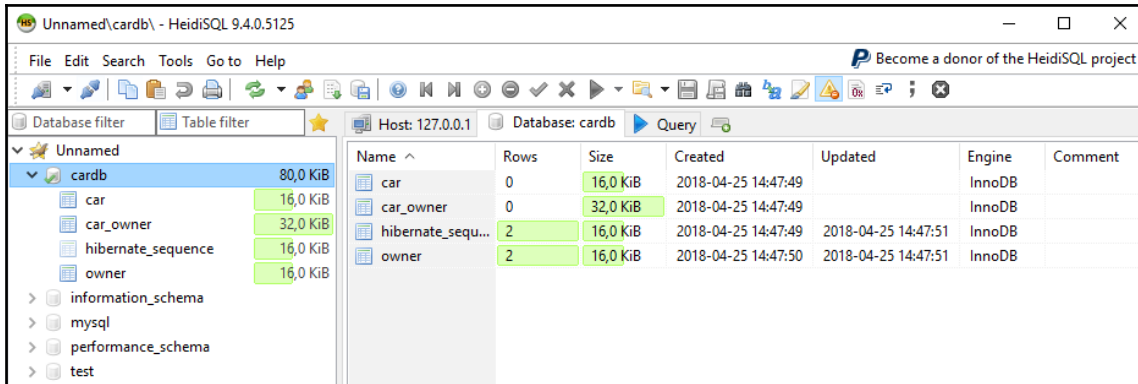 Unnamed\cardb\ - HeidiSQL 9.4.0.5125
File Edit Search Tools Go to Help
Become a donor of the HeidiSQL project
Database filter Table filter
Host: 127.0.0.1 Database: cardb Query
Unnamed
cardb 80,0 KiB
car 16,0 KiB
car_owner 32,0 KiB
hibernate_sequence 16,0 KiB
owner 16,0 KiB
information_schema
mysql
performance_schema
test
Name Rows Size Created Updated Engine Comment
car 0 16,0 KiB 2018-04-25 14:47:49 InnoDB
car_owner 0 32,0 KiB 2018-04-25 14:47:49 InnoDB
hibernate_sequ... 2 16,0 KiB 2018-04-25 14:47:49 2018-04-25 14:47:51 InnoDB
owner 2 16,0 KiB 2018-04-25 14:47:50 2018-04-25 14:47:51 InnoDB